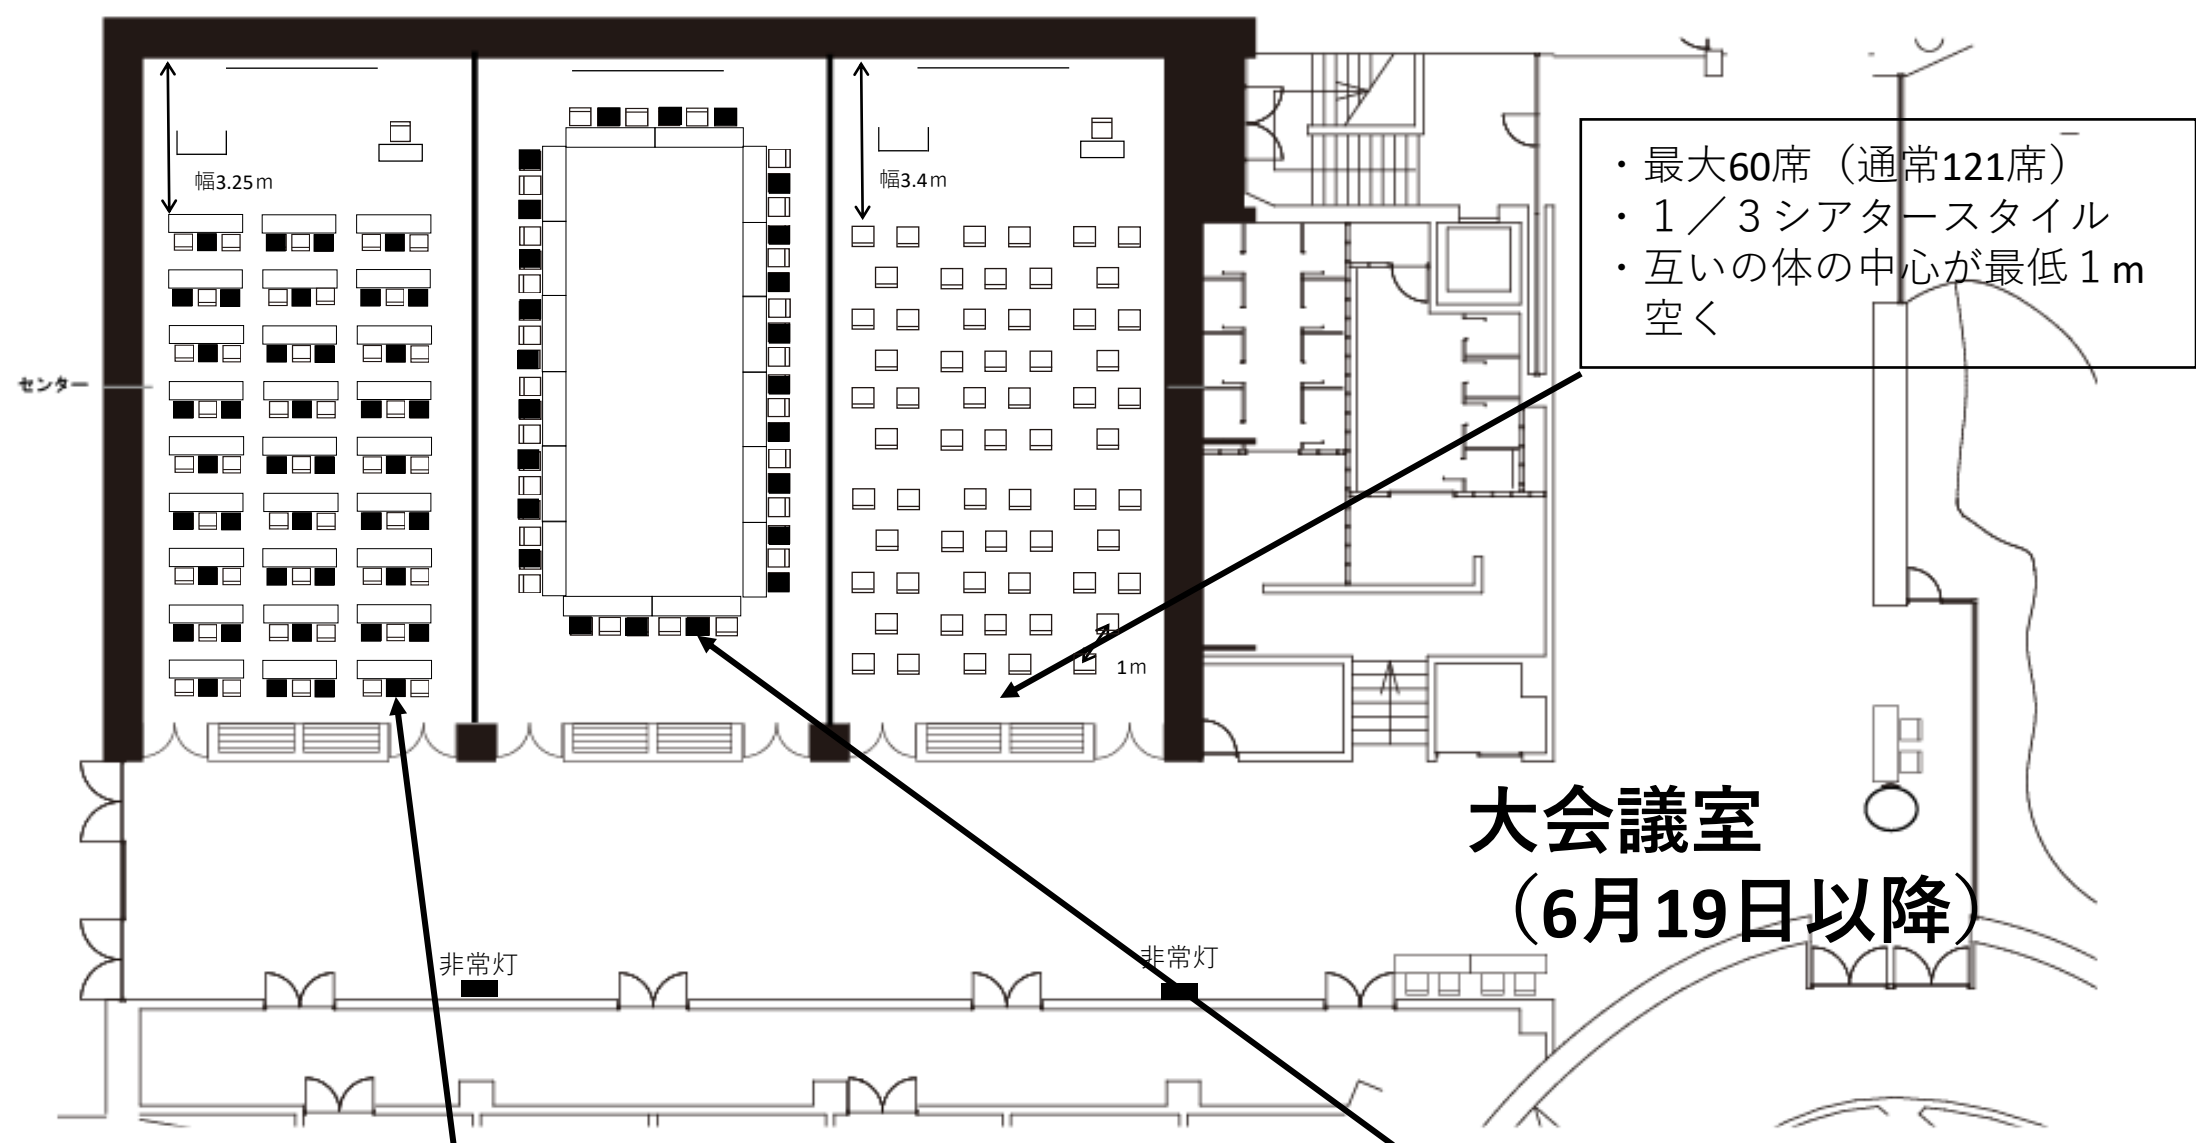 幅3.25ｍ
幅3.4ｍ
・最大60席（通常121席）
・１／３シアタースタイル
・互いの体の中心が最低１m
空く
センター
1ｍ
大会議室
（6月19日以降）
非常灯
非常灯